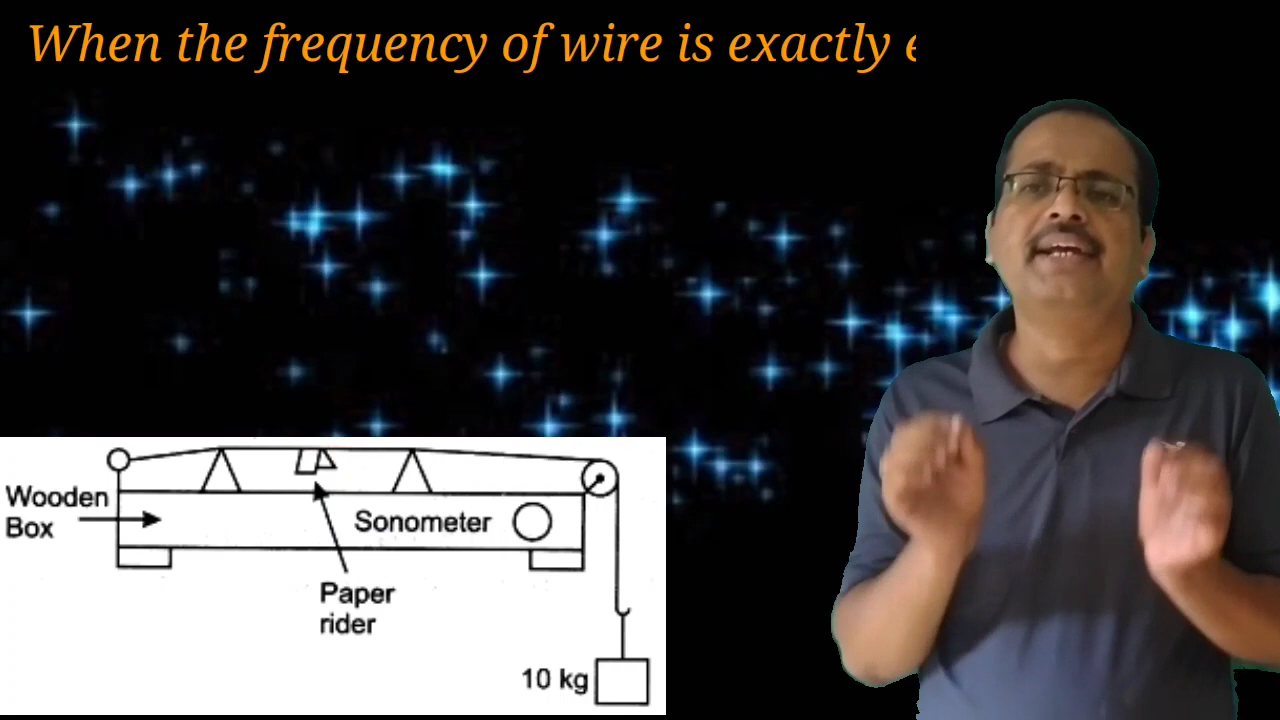 When the frequency of wire is exactly
Wooden
Box
Sonometer
Paper
rider
10 kg